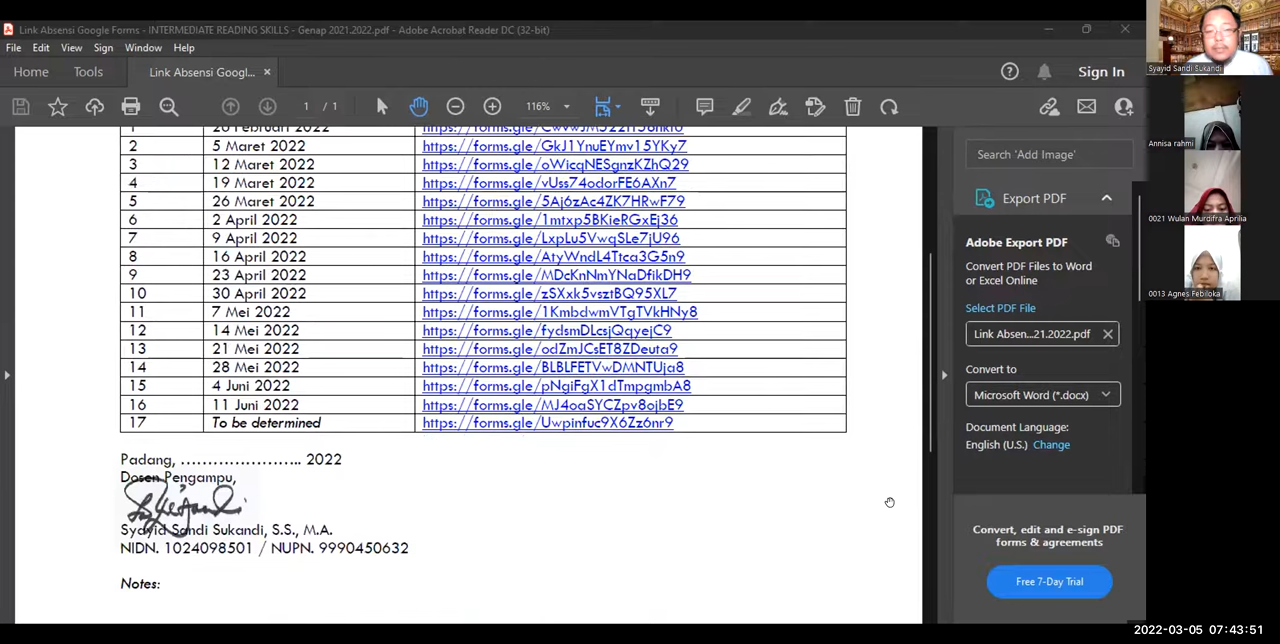 Link Absensi Google Forms - INTERMEDIATE READING SKILLS - Genap 2021.2022.pdf - Adobe Acrobat Reader DC (32-bit)
File Edit View Sign Window Help
Home Tools Link Absensi Googl... × Sign In
1 / 1 116%
1 26 Februari 2022
2 5 Maret 2022 https://forms.gle/GkJ1YnuEYmv15YKy7
3 12 Maret 2022 https://forms.gle/oWicqNESgnzKZhQ29
4 19 Maret 2022 https://forms.gle/vUss74odorFE6AXn7
5 26 Maret 2022 https://forms.gle/5Aj6zAc4ZK7HRwF79
6 2 April 2022 https://forms.gle/1mtxp5BKieRGxEj36
7 9 April 2022 https://forms.gle/LxpLu5VwqSLe7jU96
8 16 April 2022 https://forms.gle/AtyWndL4Ttca3G5n9
9 23 April 2022 https://forms.gle/MDcKnNmYNaDfikDH9
10 30 April 2022 https://forms.gle/zSXxk5vsztBQ95XL7
11 7 Mei 2022 https://forms.gle/1KmbdwmVTgTVkHNy8
12 14 Mei 2022 https://forms.gle/fydsmDLcsjQqyejC9
13 21 Mei 2022 https://forms.gle/odZmJCsET8ZDeuta9
14 28 Mei 2022 https://forms.gle/BLBLFETVwDMNTUja8
15 4 Juni 2022 https://forms.gle/pNgiFgX1dTmpgmbA8
16 11 Juni 2022 https://forms.gle/MJ4oaSYCZpv8ojbE9
17 To be determined https://forms.gle/Uwpinfuc9X6Zz6nr9
Padang, ………………….. 2022
Dosen Pengampu,
Syayid Sandi Sukandi, S.S., M.A.
NIDN. 1024098501 / NUPN. 9990450632
Notes:
Search 'Add Image'
Export PDF
Adobe Export PDF
Convert PDF Files to Word
or Excel Online
Select PDF File
Link Absen...21.2022.pdf ×
Convert to
Microsoft Word (*.docx)
Document Language:
English (U.S.) Change
Convert, edit and e-sign PDF
forms & agreements
Free 7-Day Trial
Syayid Sandi Sukandi
Annisa rahmi
0021 Wulan Murdifra Aprilia
0013 Agnes Febiloka
2022-03-05 07:43:51